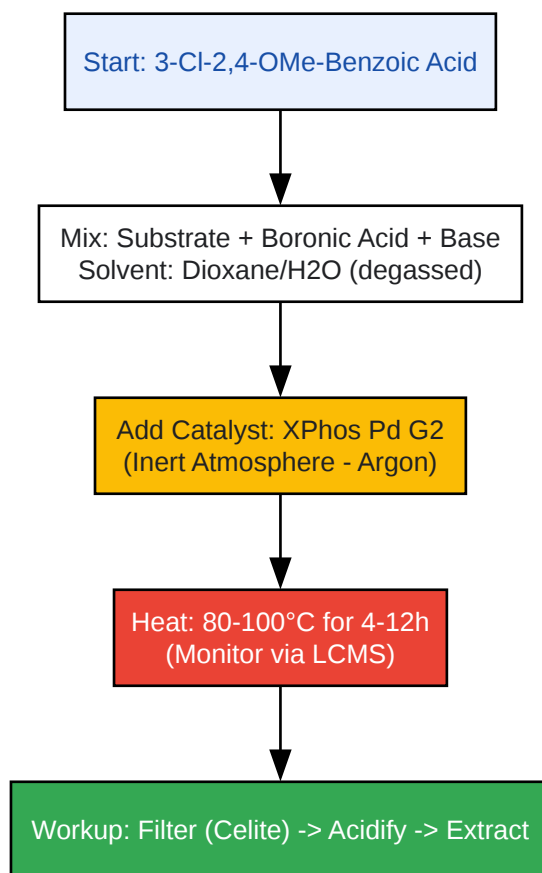 Start: 3-Cl-2,4-OMe-Benzoic Acid
Mix: Substrate + Boronic Acid + Base
Solvent: Dioxane/H2O (degassed)
Add Catalyst: XPhos Pd G2
(Inert Atmosphere - Argon)
Heat: 80-100°C for 4-12h
(Monitor via LCMS)
Workup: Filter (Celite) -> Acidify -> Extract